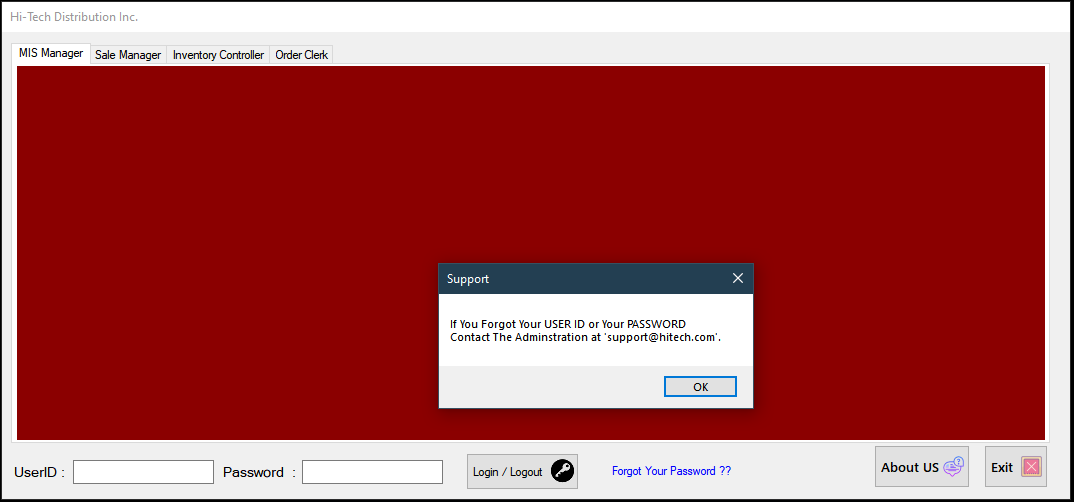 Hi-Tech Distribution Inc.
MIS Manager Sale Manager Inventory Controller Order Clerk
Support
If You Forgot Your USER ID or Your PASSWORD
Contact The Adminstration at 'support@hitech.com'.
OK
UserID : Password : Login / Logout Forgot Your Password ?? About US Exit